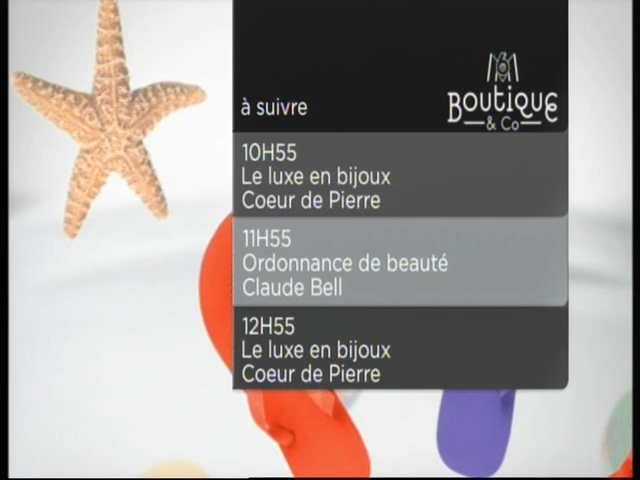 à suivre
M
BOUTIQUE
& Co
10H55
Le luxe en bijoux
Coeur de Pierre
11H55
Ordonnance de beauté
Claude Bell
12H55
Le luxe en bijoux
Coeur de Pierre